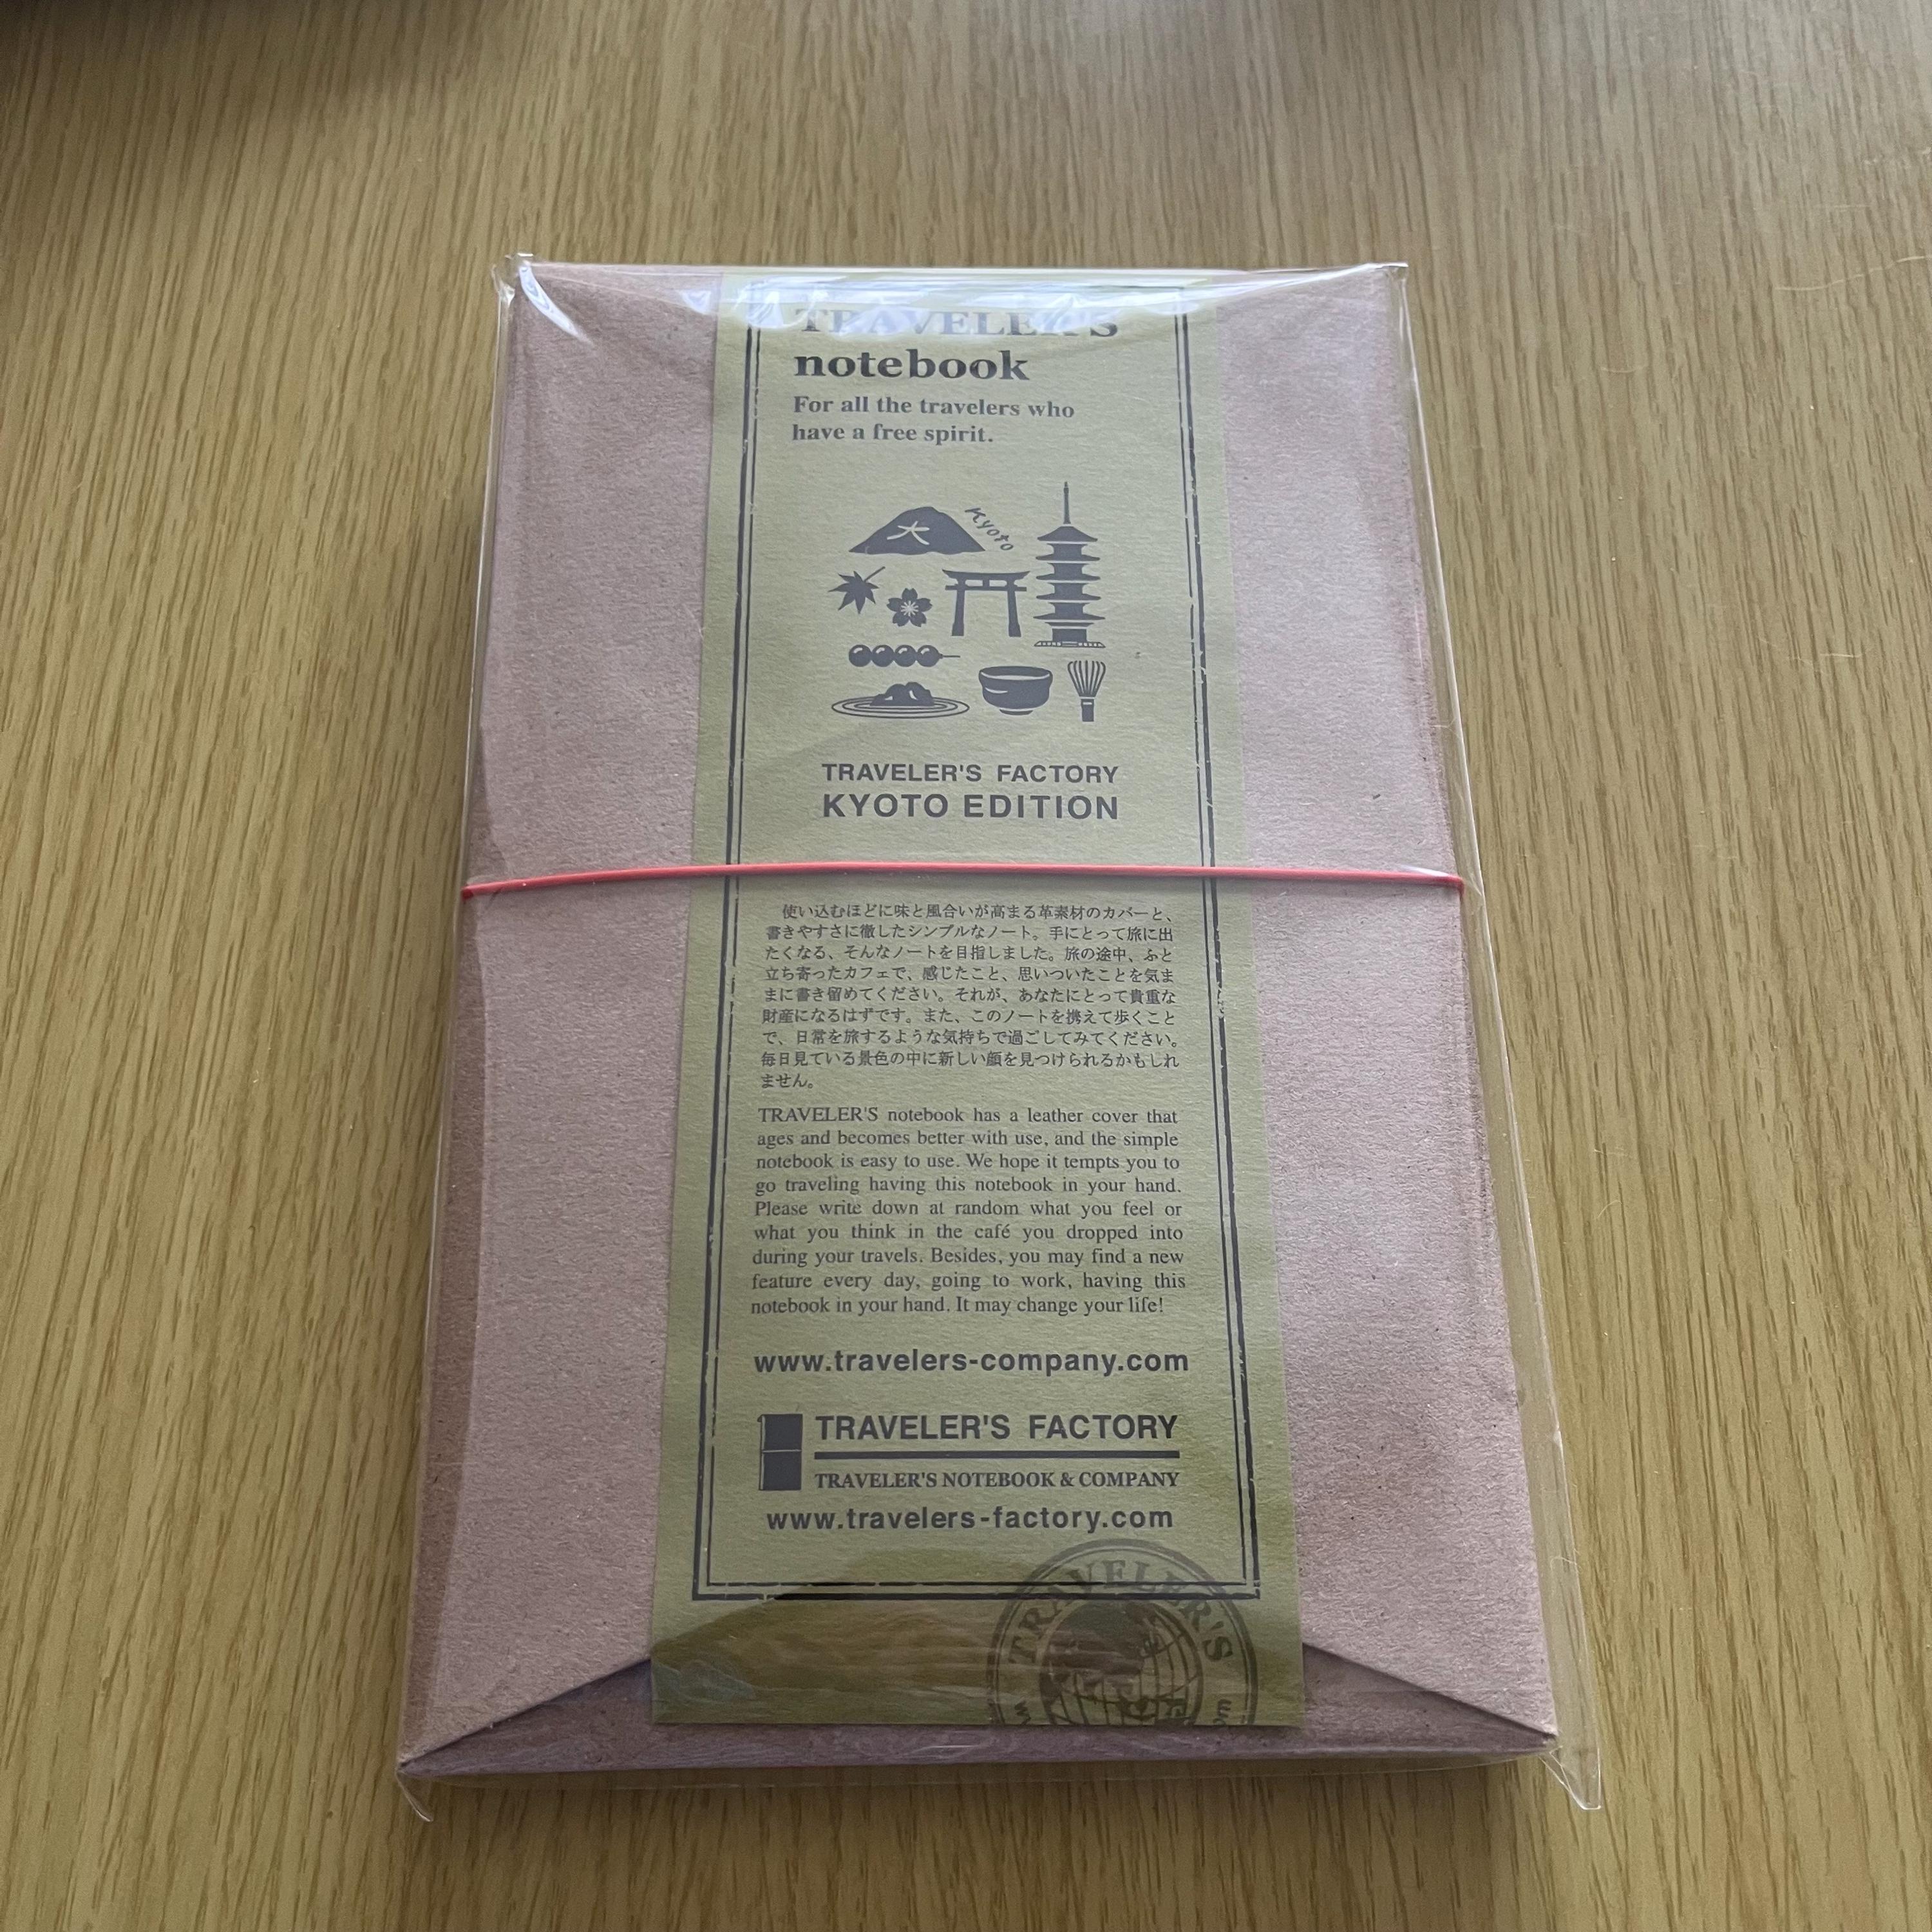 TRAVELER'S
notebook
For all the travelers who
have a free spirit.
大
Kyoto
TRAVELER'S FACTORY
KYOTO EDITION
使い込むほどに味と風合いが高まる革素材のカバーと、
書きやすさに徹したシンプルなノート。手にとって旅に出
たくなる、そんなノートを目指しました。旅の途中、ふと
立ち寄ったカフェで、感じたこと、思いついたことを気ま
まに書き留めてください。それが、あなたにとって貴重な
財産になるはずです。また、このノートを携えて歩くこと
で、日常を旅するような気持ちで過ごしてみてください。
毎日見ている景色の中に新しい顔を見つけられるかもしれ
ません。
TRAVELER'S notebook has a leather cover that
ages and becomes better with use, and the simple
notebook is easy to use. We hope it tempts you to
go traveling having this notebook in your hand.
Please write down at random what you feel or
what you think in the café you dropped into
during your travels. Besides, you may find a new
feature every day, going to work, having this
notebook in your hand. It may change your life!
www.travelers-company.com
TRAVELER'S FACTORY
TRAVELER'S NOTEBOOK & COMPANY
www.travelers-factory.com
TRAVELER'S